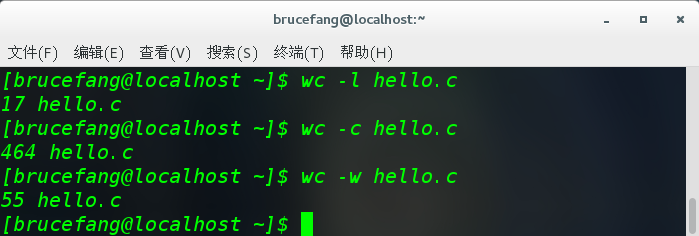 brucefang@localhost:~
文件(F) 编辑(E) 查看(V) 搜索(S) 终端(T) 帮助(H)
[brucefang@localhost ~]$ wc -l hello.c
17 hello.c
[brucefang@localhost ~]$ wc -c hello.c
464 hello.c
[brucefang@localhost ~]$ wc -w hello.c
55 hello.c
[brucefang@localhost ~]$